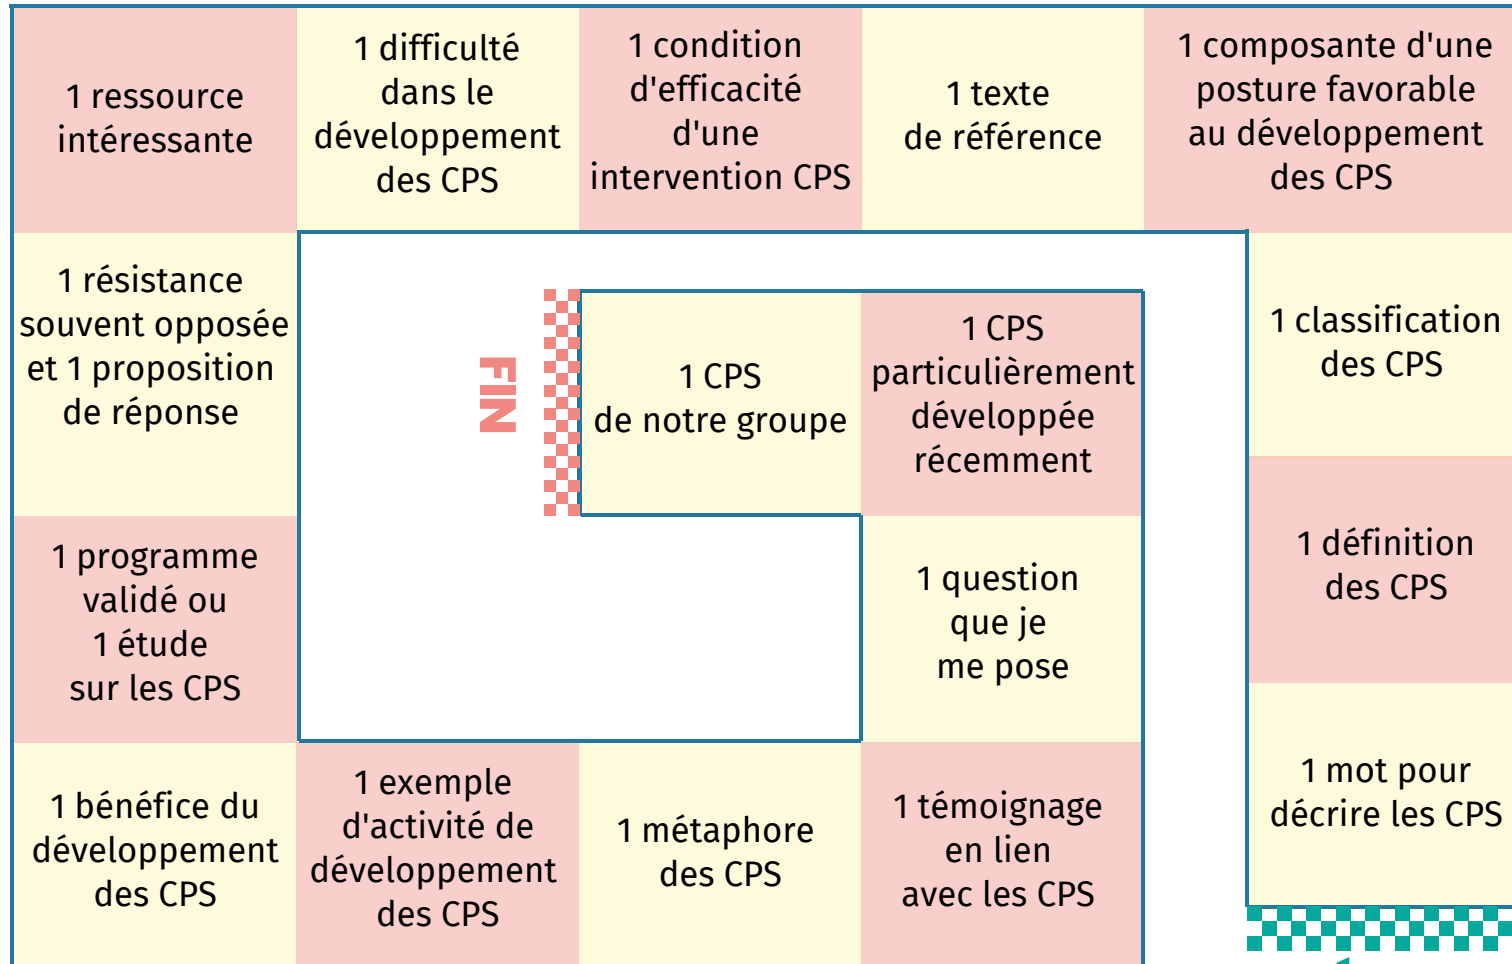 1 ressource
intéressante
1 difficulté
dans le
développement
des CPS
1 condition
d'efficacité
d'une
intervention CPS
1 texte
de référence
1 composante d'une
posture favorable
au développement
des CPS
1 résistance
souvent opposée
et 1 proposition
de réponse
FIN
1 CPS
de notre groupe
1 CPS
particulièrement
développée
récemment
1 classification
des CPS
1 programme
validé ou
1 étude
sur les CPS
1 question
que je
me pose
1 définition
des CPS
1 bénéfice du
développement
des CPS
1 exemple
d'activité de
développement
des CPS
1 métaphore
des CPS
1 témoignage
en lien
avec les CPS
1 mot pour
décrire les CPS